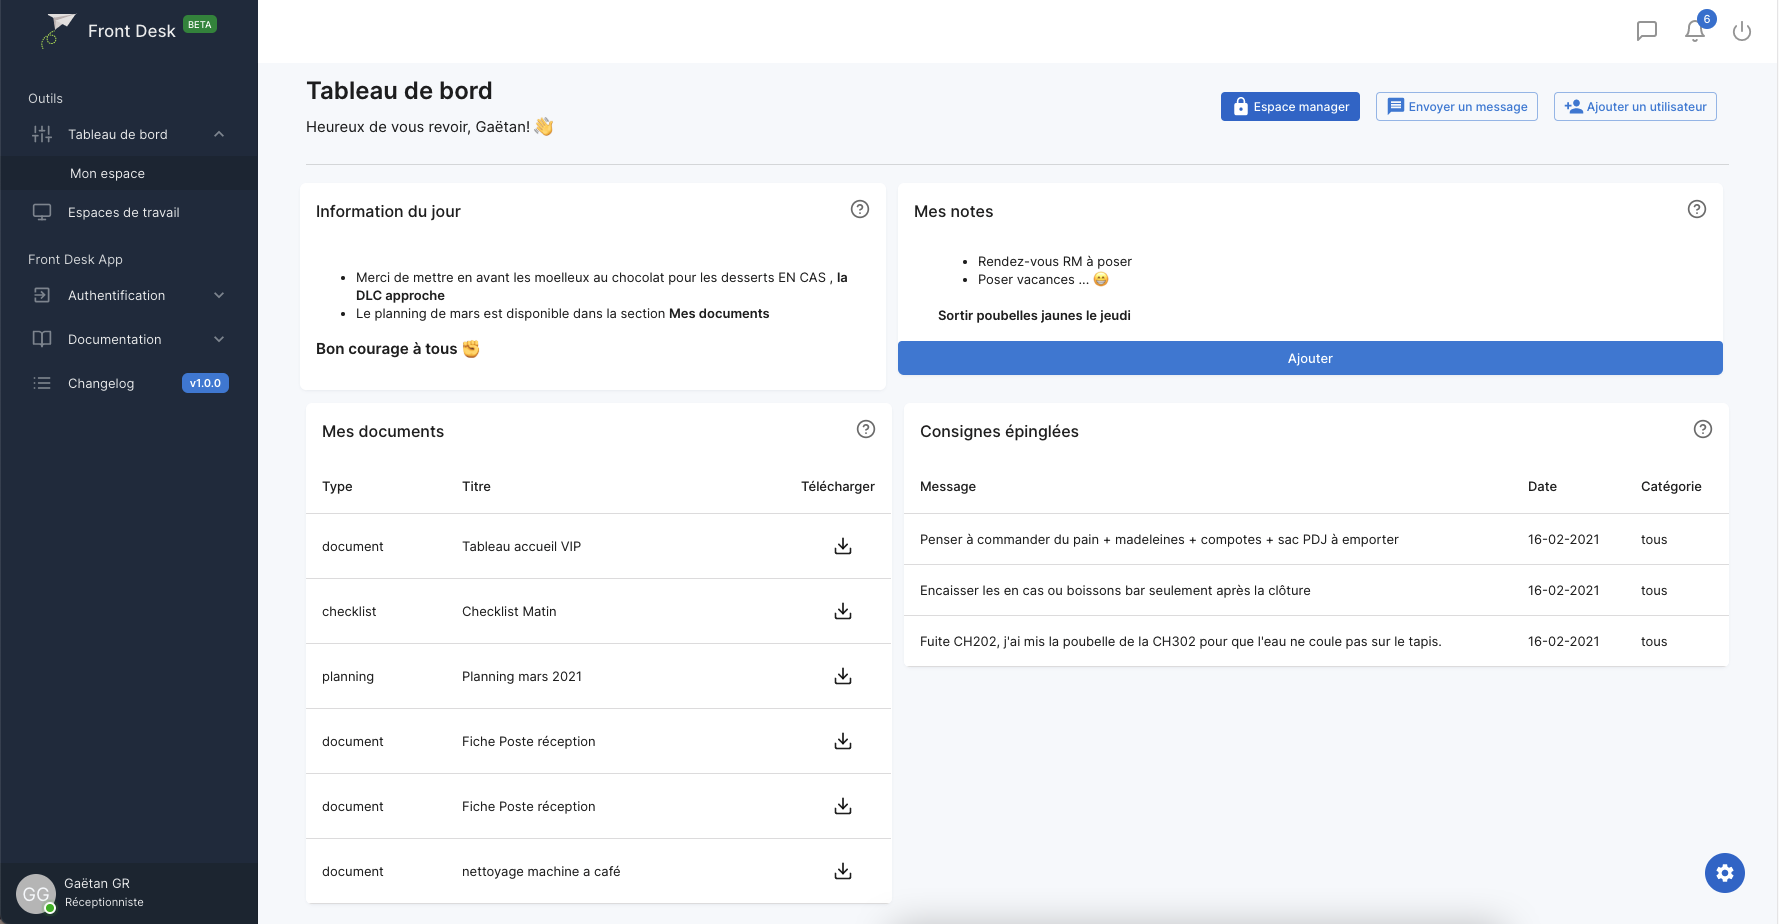 Front Desk BETA
6
Outils
Tableau de bord
Mon espace
Espaces de travail
Front Desk App
Authentification
Documentation
Changelog v1.0.0
Gaëtan GR
GG
Réceptionniste
Tableau de bord
Heureux de vous revoir, Gaëtan! 👋
Espace manager
Envoyer un message
Ajouter un utilisateur
Information du jour
• Merci de mettre en avant les moelleux au chocolat pour les desserts EN CAS , la
DLC approche
• Le planning de mars est disponible dans la section Mes documents
Bon courage à tous ✊
Mes notes
• Rendez-vous RM à poser
• Poser vacances ... 😁
Sortir poubelles jaunes le jeudi
Ajouter
Mes documents
Type Titre Télécharger
document Tableau accueil VIP
checklist Checklist Matin
planning Planning mars 2021
document Fiche Poste réception
document Fiche Poste réception
document nettoyage machine a café
Consignes épinglées
Message Date Catégorie
Penser à commander du pain + madeleines + compotes + sac PDJ à emporter 16-02-2021 tous
Encaisser les en cas ou boissons bar seulement après la clôture 16-02-2021 tous
Fuite CH202, j'ai mis la poubelle de la CH302 pour que l'eau ne coule pas sur le tapis. 16-02-2021 tous